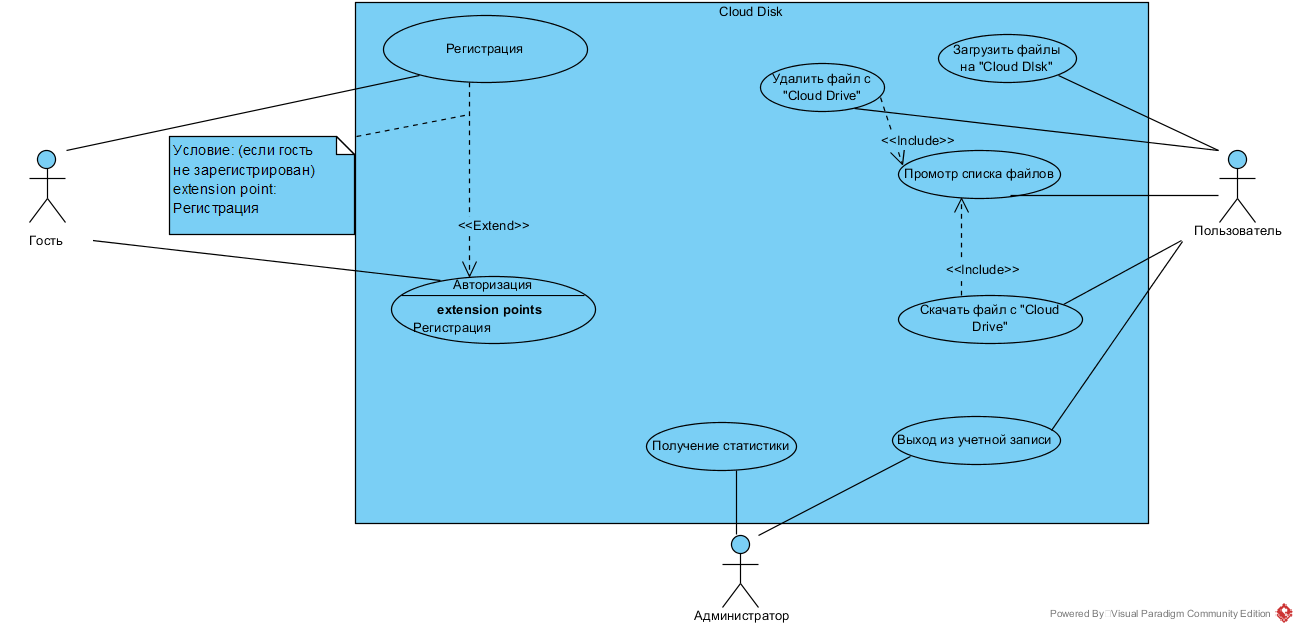 Cloud Disk
Регистрация
Загрузить файлы
на "Cloud DIsk"
Удалить файл с
"Cloud Drive"
<<Include>>
Условие: (если гость
не зарегистрирован)
extension point:
Регистрация
Промотр списка файлов
<<Extend>>
Гость
Пользователь
<<Include>>
Авторизация
extension points
Регистрация
Скачать файл с "Cloud
Drive"
Получение статистики
Выход из учетной записи
Администратор
Powered By Visual Paradigm Community Edition